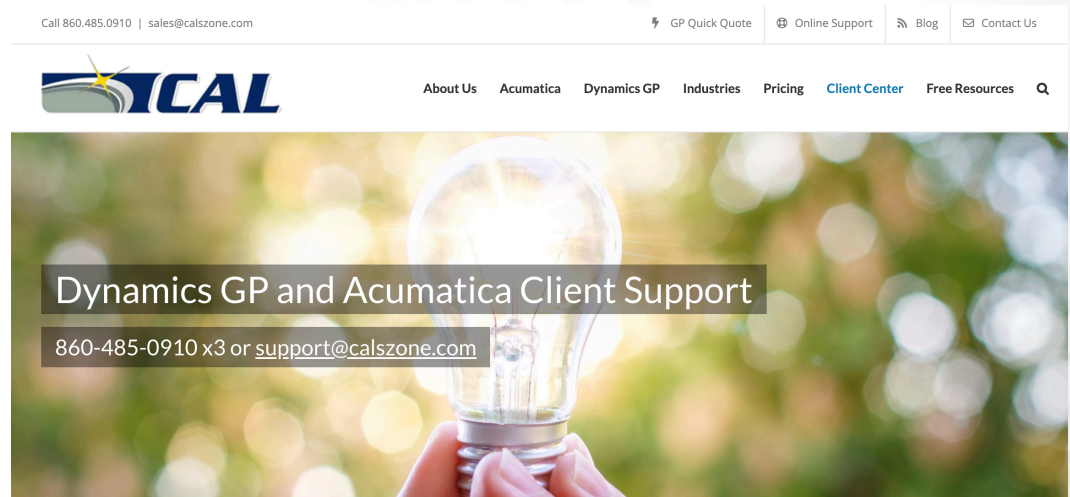 Call 860.485.0910 | sales@calszone.com
GP Quick Quote
Online Support
Blog
Contact Us
CAL
About Us
Acumatica
Dynamics GP
Industries
Pricing
Client Center
Free Resources
Dynamics GP and Acumatica Client Support
860-485-0910 x3 or support@calszone.com